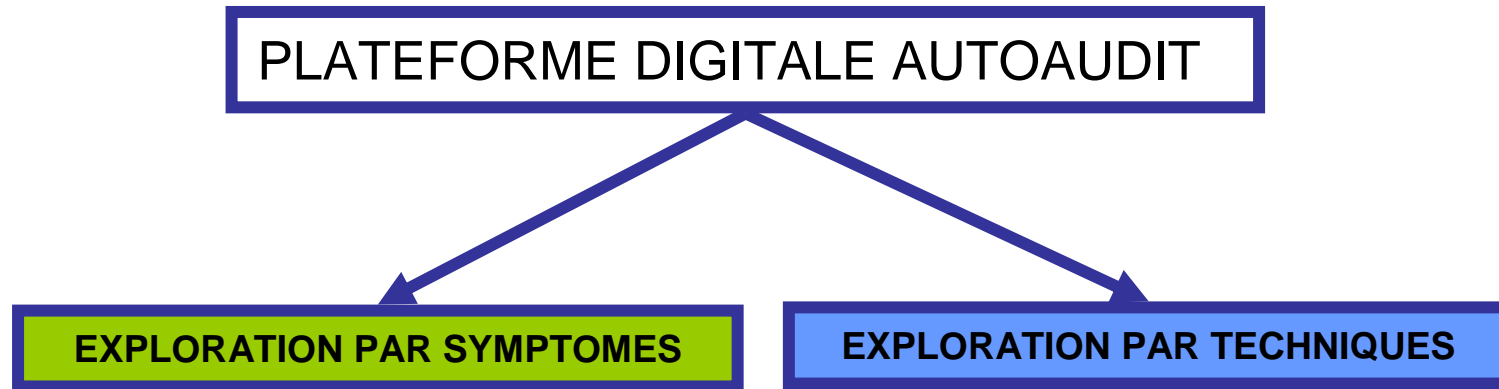 PLATEFORME DIGITALE AUTOAUDIT
EXPLORATION PAR SYMPTOMES
EXPLORATION PAR TECHNIQUES